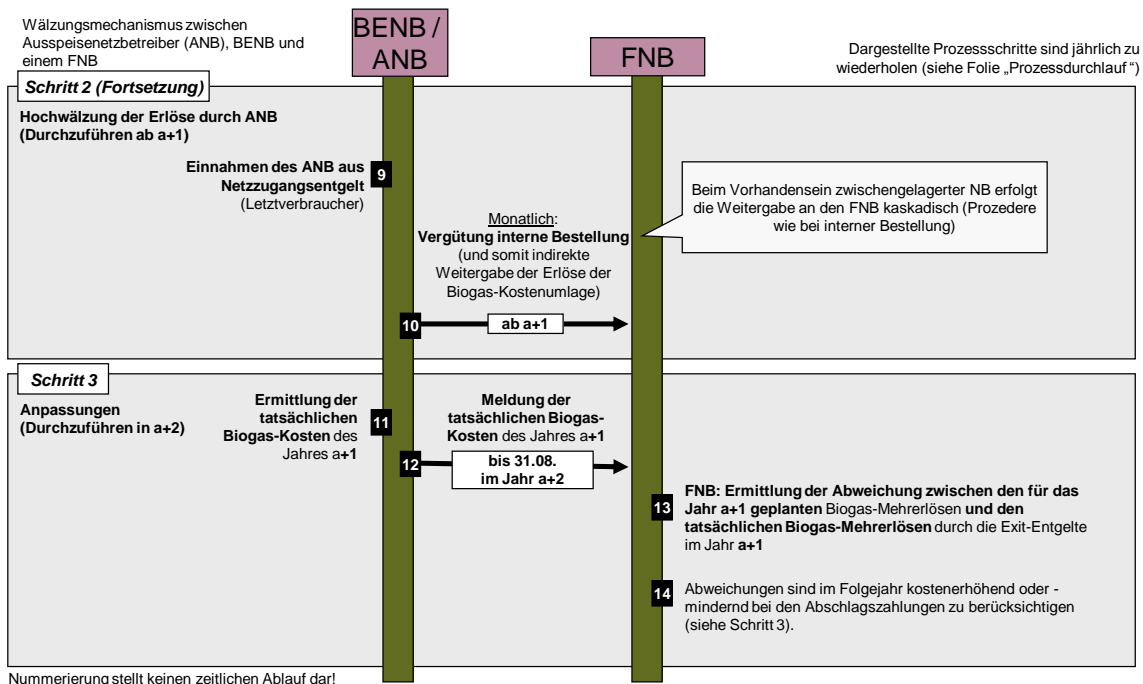 Wälzungsmechanismus zwischen
Ausspeisenetzbetreiber (ANB), BENB und
einem FNB
BENB /
ANB
FNB
Dargestellte Prozessschritte sind jährlich zu
wiederholen (siehe Folie „Prozessdurchlauf“)
Schritt 2 (Fortsetzung)
Hochwälzung der Erlöse durch ANB
(Durchzuführen ab a+1)
Einnahmen des ANB aus
Netzzugangsentgelt
(Letztverbraucher)
9
Monatlich:
Vergütung interne Bestellung
(und somit indirekte
Weitergabe der Erlöse der
Biogas-Kostenumlage)
Beim Vorhandensein zwischengelagerter NB erfolgt
die Weitergabe an den FNB kaskadisch (Prozedere
wie bei interner Bestellung)
10
ab a+1
Schritt 3
Anpassungen
(Durchzuführen in a+2)
Ermittlung der
tatsächlichen
Biogas-Kosten des
Jahres a+1
11
Meldung der
tatsächlichen Biogas-
Kosten des Jahres a+1
12
bis 31.08.
im Jahr a+2
13
FNB: Ermittlung der Abweichung zwischen den für das
Jahr a+1 geplanten Biogas-Mehrerlösen und den
tatsächlichen Biogas-Mehrerlösen durch die Exit-Entgelte
im Jahr a+1
14
Abweichungen sind im Folgejahr kostenerhöhend oder -
mindernd bei den Abschlagszahlungen zu berücksichtigen
(siehe Schritt 3).
Nummerierung stellt keinen zeitlichen Ablauf dar!